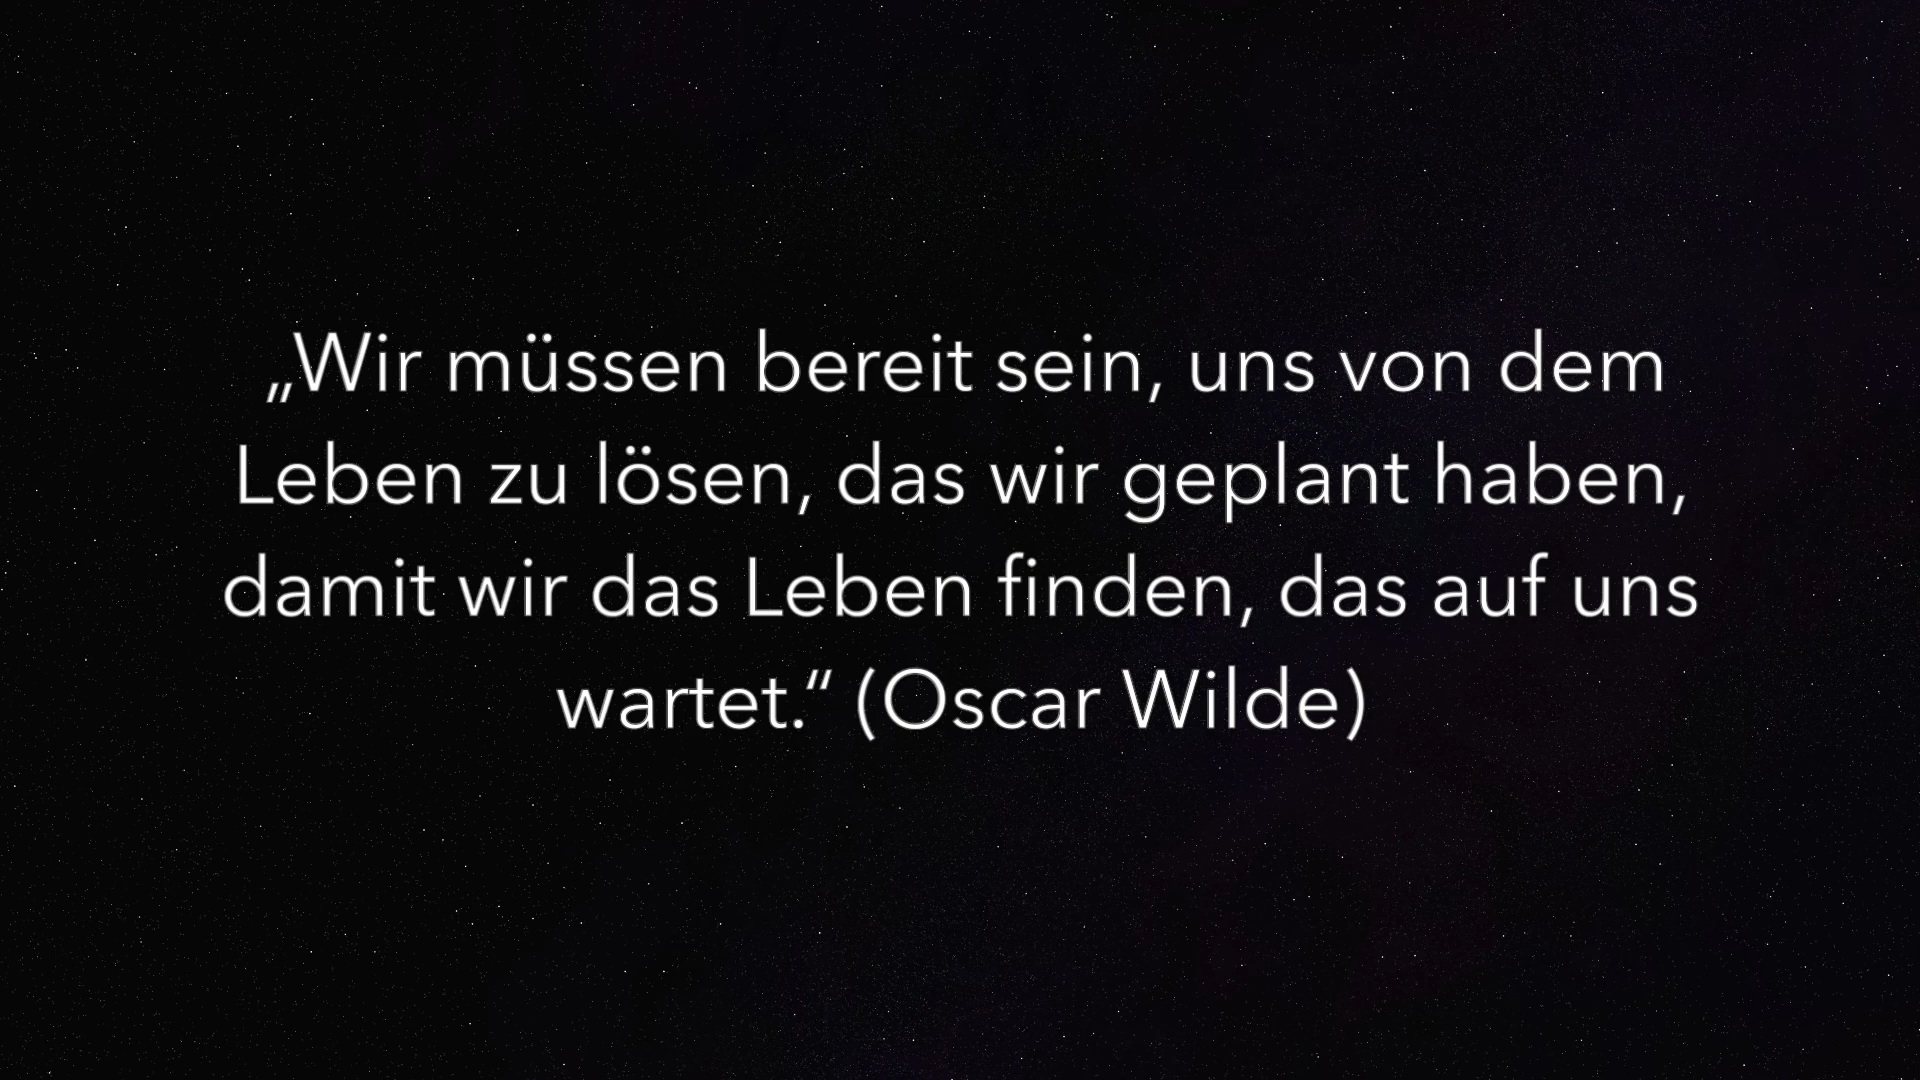 „Wir müssen bereit sein, uns von dem
Leben zu lösen, das wir geplant haben,
damit wir das Leben finden, das auf uns
wartet.“ (Oscar Wilde)